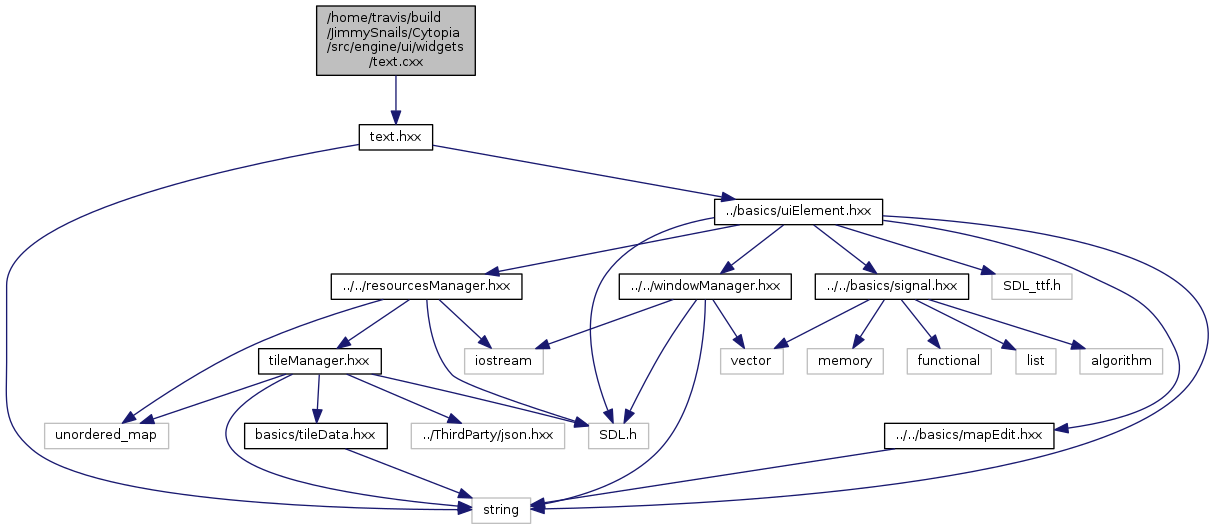 /home/travis/build
/JimmySnails/Cytopia
/src/engine/ui/widgets
/text.cxx
text.hxx
../basics/uiElement.hxx
../../resourcesManager.hxx
../../windowManager.hxx
../../basics/signal.hxx
SDL_ttf.h
tileManager.hxx
iostream
vector
memory
functional
list
algorithm
unordered_map
basics/tileData.hxx
../ThirdParty/json.hxx
SDL.h
../../basics/mapEdit.hxx
string